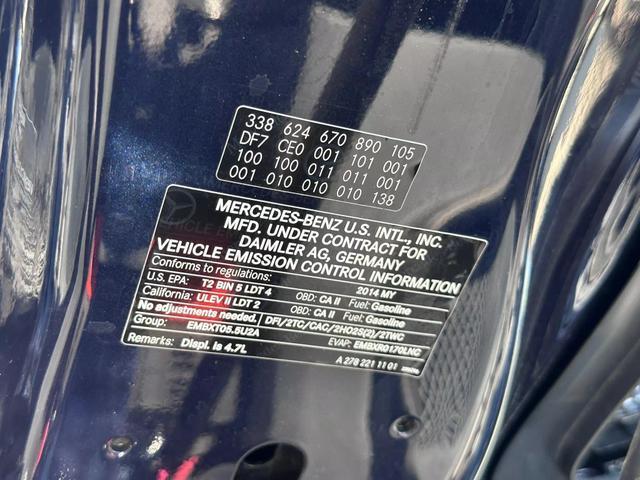 338 624 670 890 105
DF7 CE0 001 101 001
100 100 011 011 001
001 010 010 010 138
MERCEDES-BENZ U.S. INTL., INC.
MFD. UNDER CONTRACT FOR
DAIMLER AG, GERMANY
VEHICLE EMISSION CONTROL INFORMATION
Conforms to regulations: 2014 MY
U.S. EPA: T2 BIN 5 LDT 4 OBD: CA II Fuel: Gasoline
California: ULEV II LDT 2 OBD: CA II Fuel: Gasoline
No adjustments needed. DFI/2TC/CAC/2HO2S(2)/2TWC
Group: EMBXT05.5U2A EVAP: EMBXR0170LNC
Remarks: Displ. is 4.7L
A 278 221 11 01